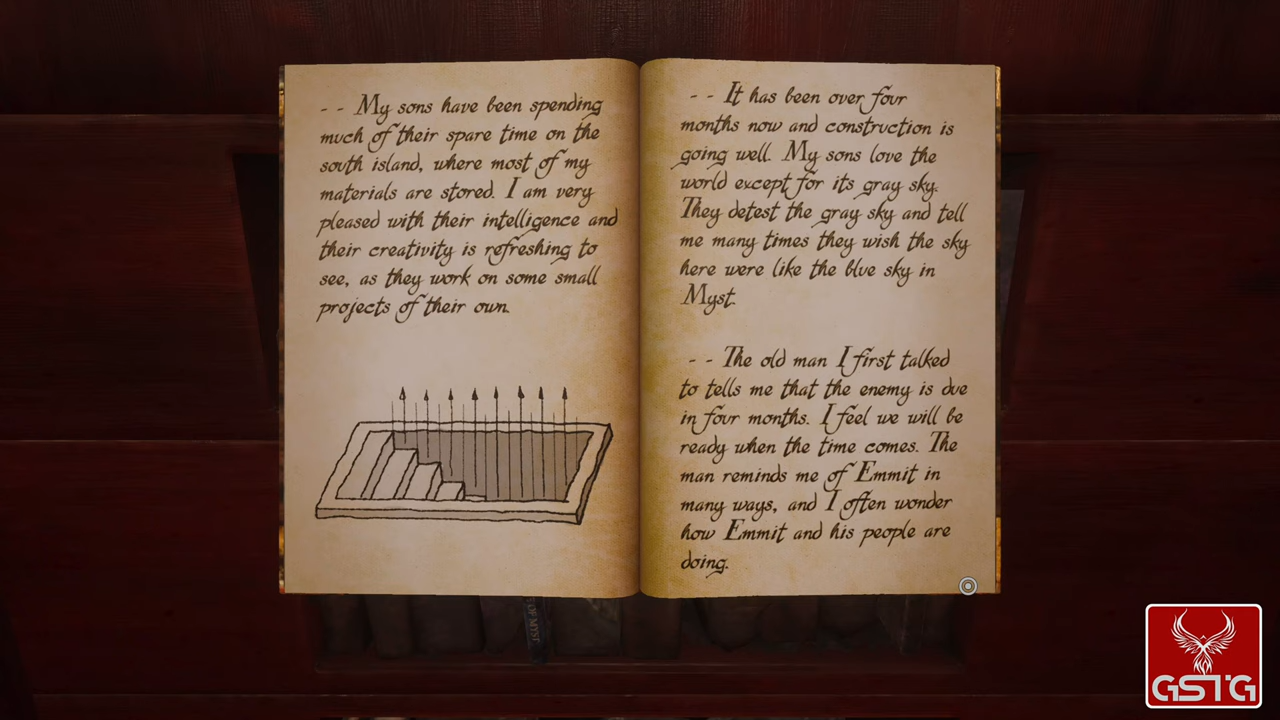 -- My sons have been spending
much of their spare time on the
south island, where most of my
materials are stored. I am very
pleased with their intelligence and
their creativity is refreshing to
see, as they work on some small
projects of their own.
-- It has been over four
months now and construction is
going well. My sons love the
world except for its gray sky.
They detest the gray sky and tell
me many times they wish the sky
here were like the blue sky in
Myst.
-- The old man I first talked
to tells me that the enemy is due
in four months. I feel we will be
ready when the time comes. The
man reminds me of Emmit in
many ways, and I often wonder
how Emmit and his people are
doing.
OF MYST
GSTG